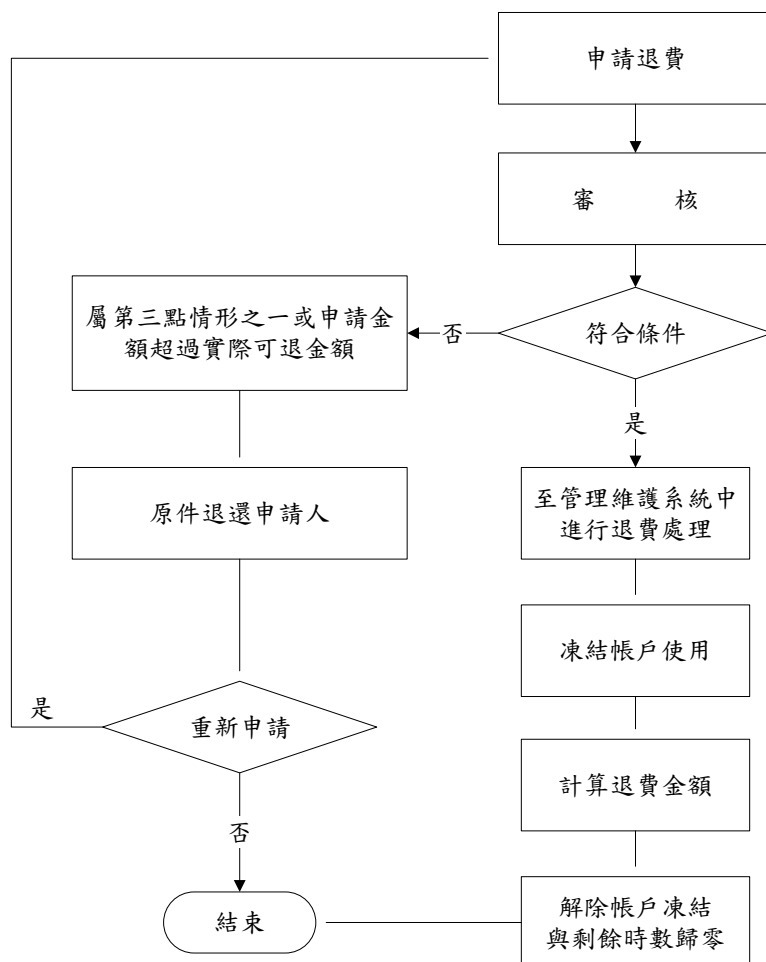 申請退費
審 核
屬第三點情形之一或申請金
額超過實際可退金額
否
符合條件
是
原件退還申請人
至管理維護系統中
進行退費處理
凍結帳戶使用
是
重新申請
計算退費金額
否
結束
解除帳戶凍結
與剩餘時數歸零